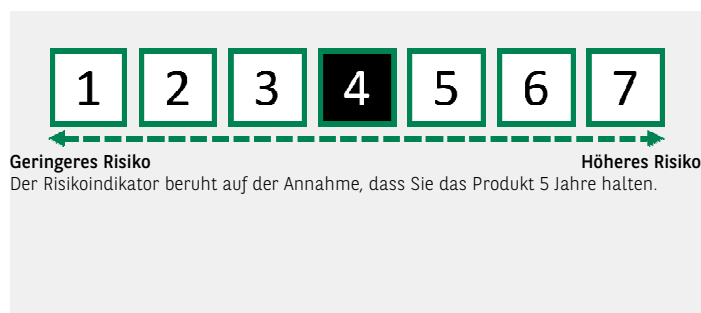 1 2 3 4 5 6 7
Geringeres Risiko Höheres Risiko
Der Risikoindikator beruht auf der Annahme, dass Sie das Produkt 5 Jahre halten.